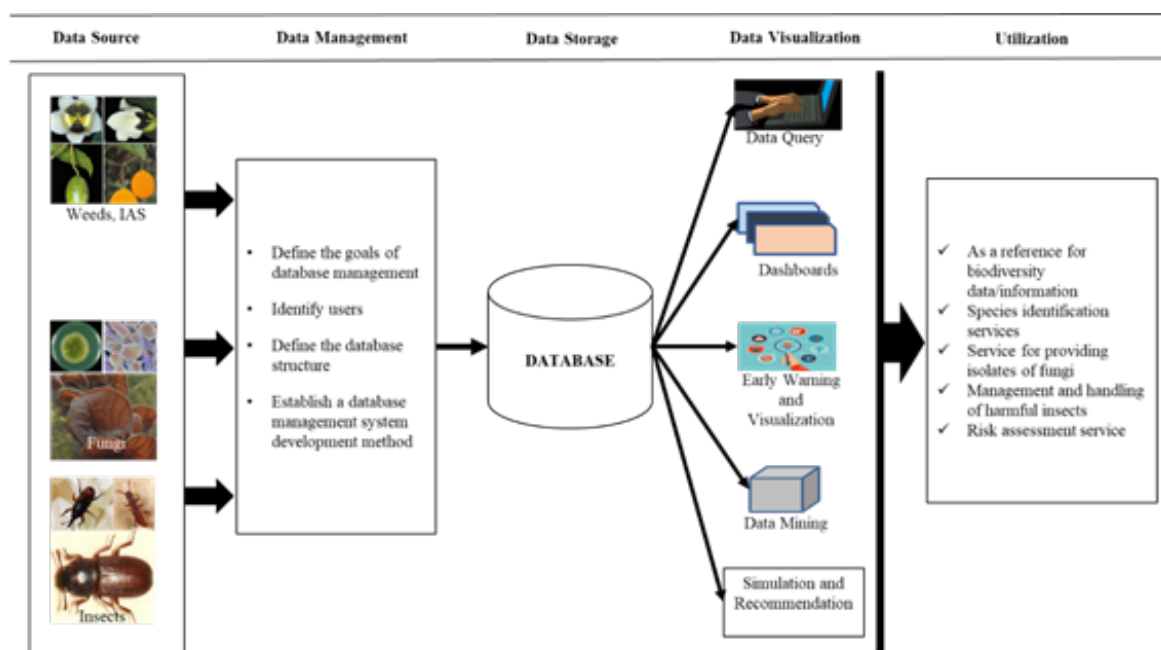 Data Source
Data Management
Data Storage
Data Visualization
Utilization
Weeds, IAS
Fungi
Insects
• Define the goals of
database management
• Identify users
• Define the database
structure
• Establish a database
management system
development method
DATABASE
Data Query
Dashboards
Early Warning
and
Visualization
Data Mining
Simulation and
Recommendation
✓ As a reference for
biodiversity
data/information
✓ Species identification
services
✓ Service for providing
isolates of fungi
✓ Management and handling
of harmful insects
✓ Risk assessment service